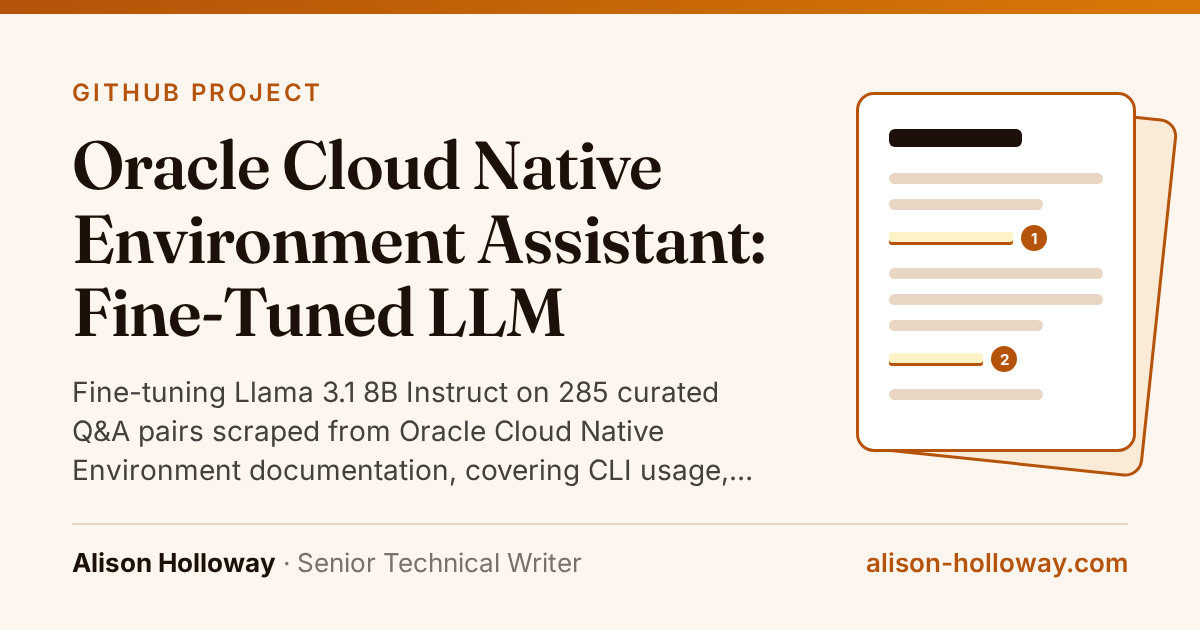 GITHUB PROJECT
Oracle Cloud Native
Environment Assistant:
Fine-Tuned LLM
Fine-tuning Llama 3.1 8B Instruct on 285 curated
Q&A pairs scraped from Oracle Cloud Native
Environment documentation, covering CLI usage,...
1
2
Alison Holloway · Senior Technical Writer
alison-holloway.com